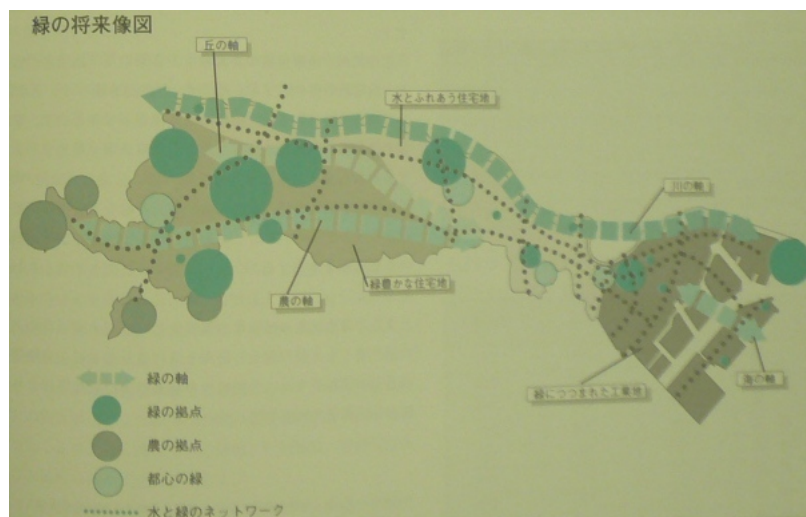 緑の将来像図
丘の軸
水とふれあう住宅地
川の軸
農の軸
緑豊かな住宅地
緑につつまれた工業地
海の軸
緑の軸
緑の拠点
農の拠点
都心の緑
水と緑のネットワーク